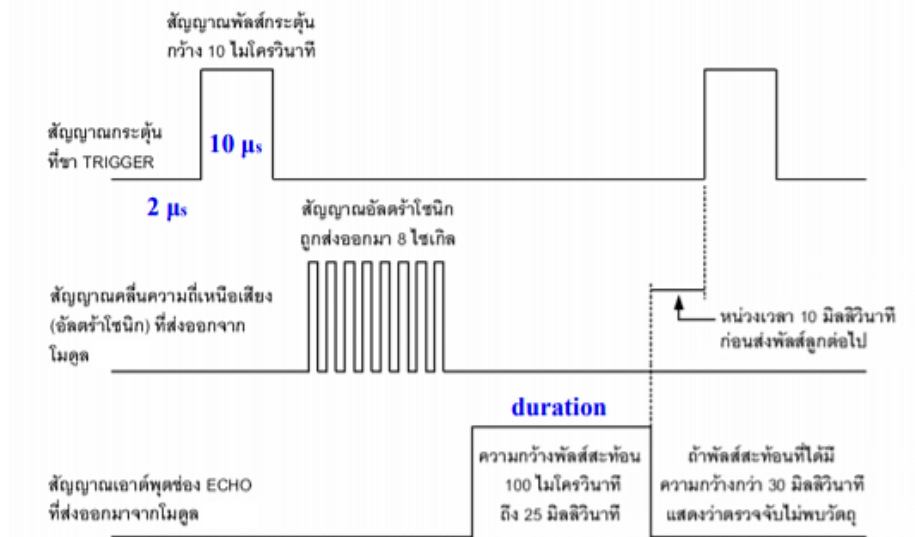 สัญญาณพัลส์กระตุ้น
กว้าง 10 ไมโครวินาที
สัญญาณกระตุ้น
ที่ขา TRIGGER
10 µs
2 µs
สัญญาณอัลตร้าโซนิก
ถูกส่งออกมา 8 ไซเกิล
สัญญาณคลื่นความถี่เหนือเสียง
(อัลตร้าโซนิก) ที่ส่งออกจาก
โมดูล
หน่วงเวลา 10 มิลลิวินาที
ก่อนส่งพัลส์ลูกต่อไป
duration
สัญญาณเอาต์พุตช่อง ECHO
ที่ส่งออกมาจากโมดูล
ความกว้างพัลส์สะท้อน
100 ไมโครวินาที
ถึง 25 มิลลิวินาที
ถ้าพัลส์สะท้อนที่ได้มี
ความกว้างกว่า 30 มิลลิวินาที
แสดงว่าตรวจจับไม่พบวัตถุ